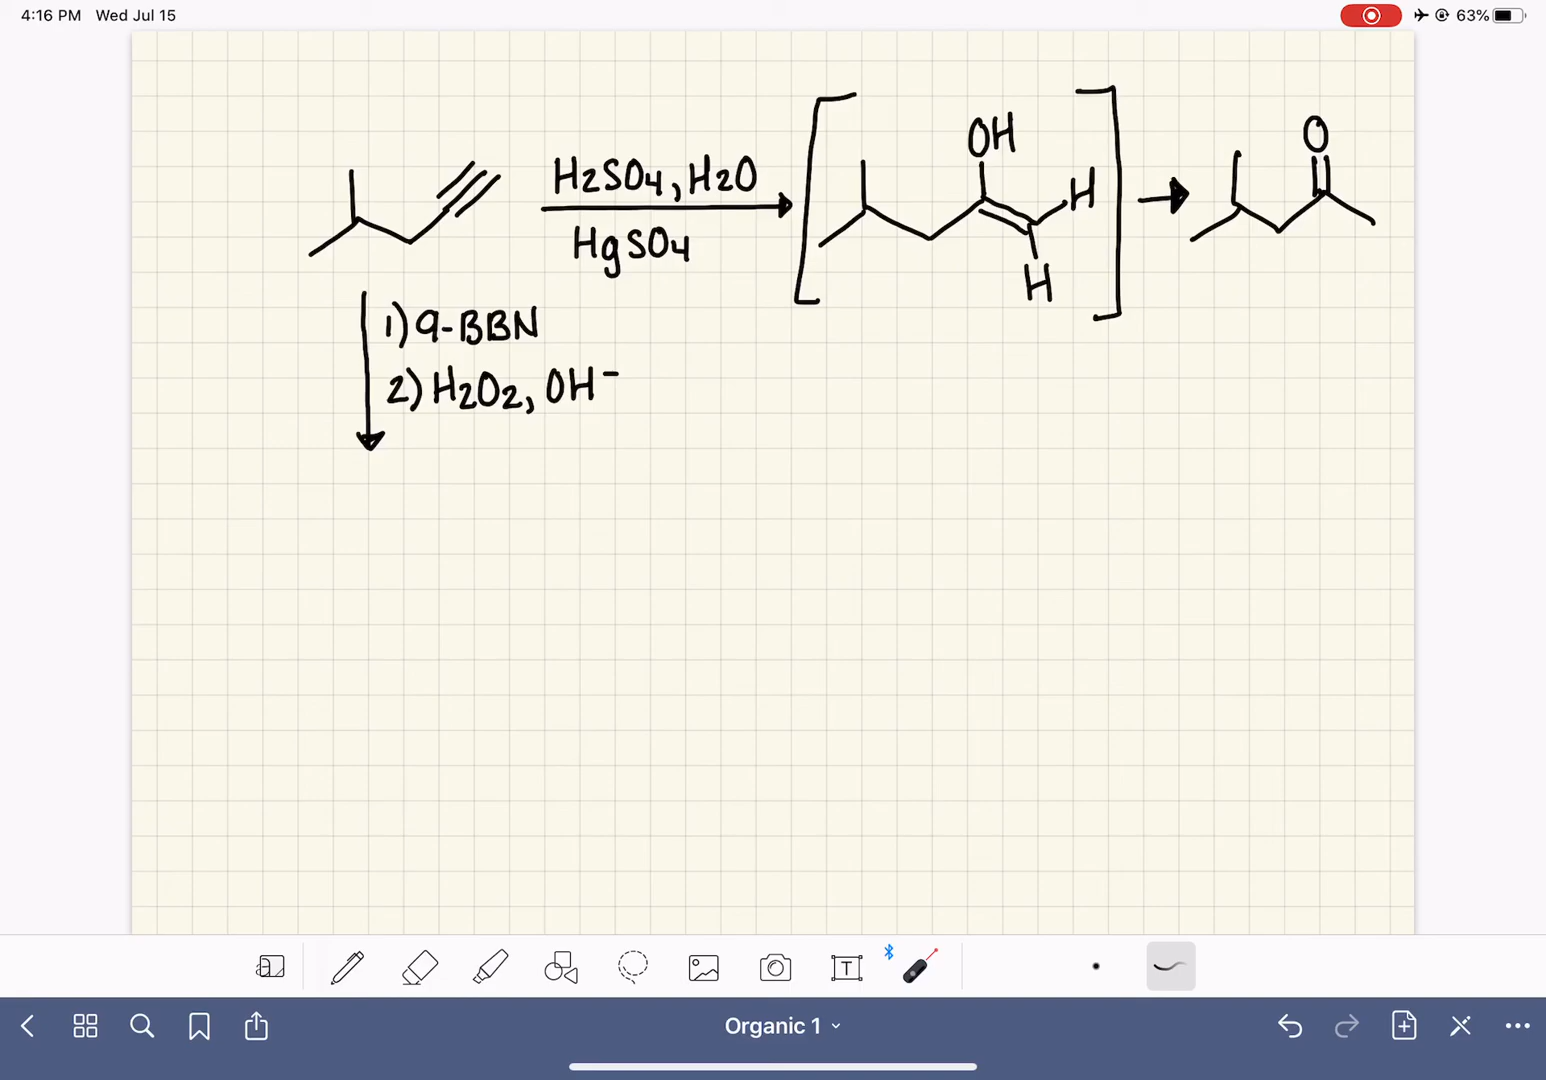 4:16 PM Wed Jul 15
63%
OH
O
H2SO4, H2O
H
HgSO4
H
1) 9-BBN
2) H2O2, OH⁻
T
Organic 1